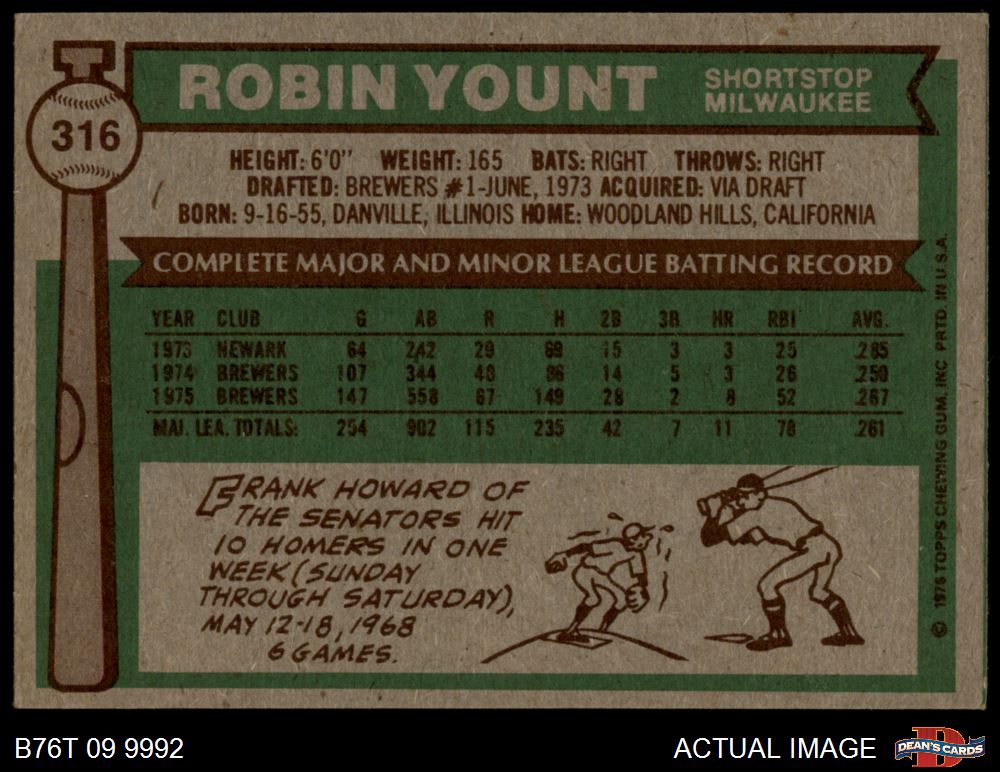 316
ROBIN YOUNT
SHORTSTOP
MILWAUKEE
HEIGHT: 6'0" WEIGHT: 165 BATS: RIGHT THROWS: RIGHT
DRAFTED: BREWERS #1-JUNE, 1973 ACQUIRED: VIA DRAFT
BORN: 9-16-55, DANVILLE, ILLINOIS HOME: WOODLAND HILLS, CALIFORNIA
COMPLETE MAJOR AND MINOR LEAGUE BATTING RECORD
YEAR CLUB G AB R H 2B 3B HR RBI AVG.
1973 NEWARK 64 242 29 69 15 3 3 25 .285
1974 BREWERS 107 344 48 86 14 5 3 26 .250
1975 BREWERS 147 558 67 149 28 2 8 52 .267
MAJ. LEA. TOTALS: 254 902 115 235 42 7 11 78 .261
FRANK HOWARD OF
THE SENATORS HIT
10 HOMERS IN ONE
WEEK (SUNDAY
THROUGH SATURDAY),
MAY 12-18, 1968
6 GAMES.
© 1976 TOPPS CHEWING GUM, INC. PRTD. IN U.S.A.
B76T 09 9992
ACTUAL IMAGE
D
DEAN'S CARDS